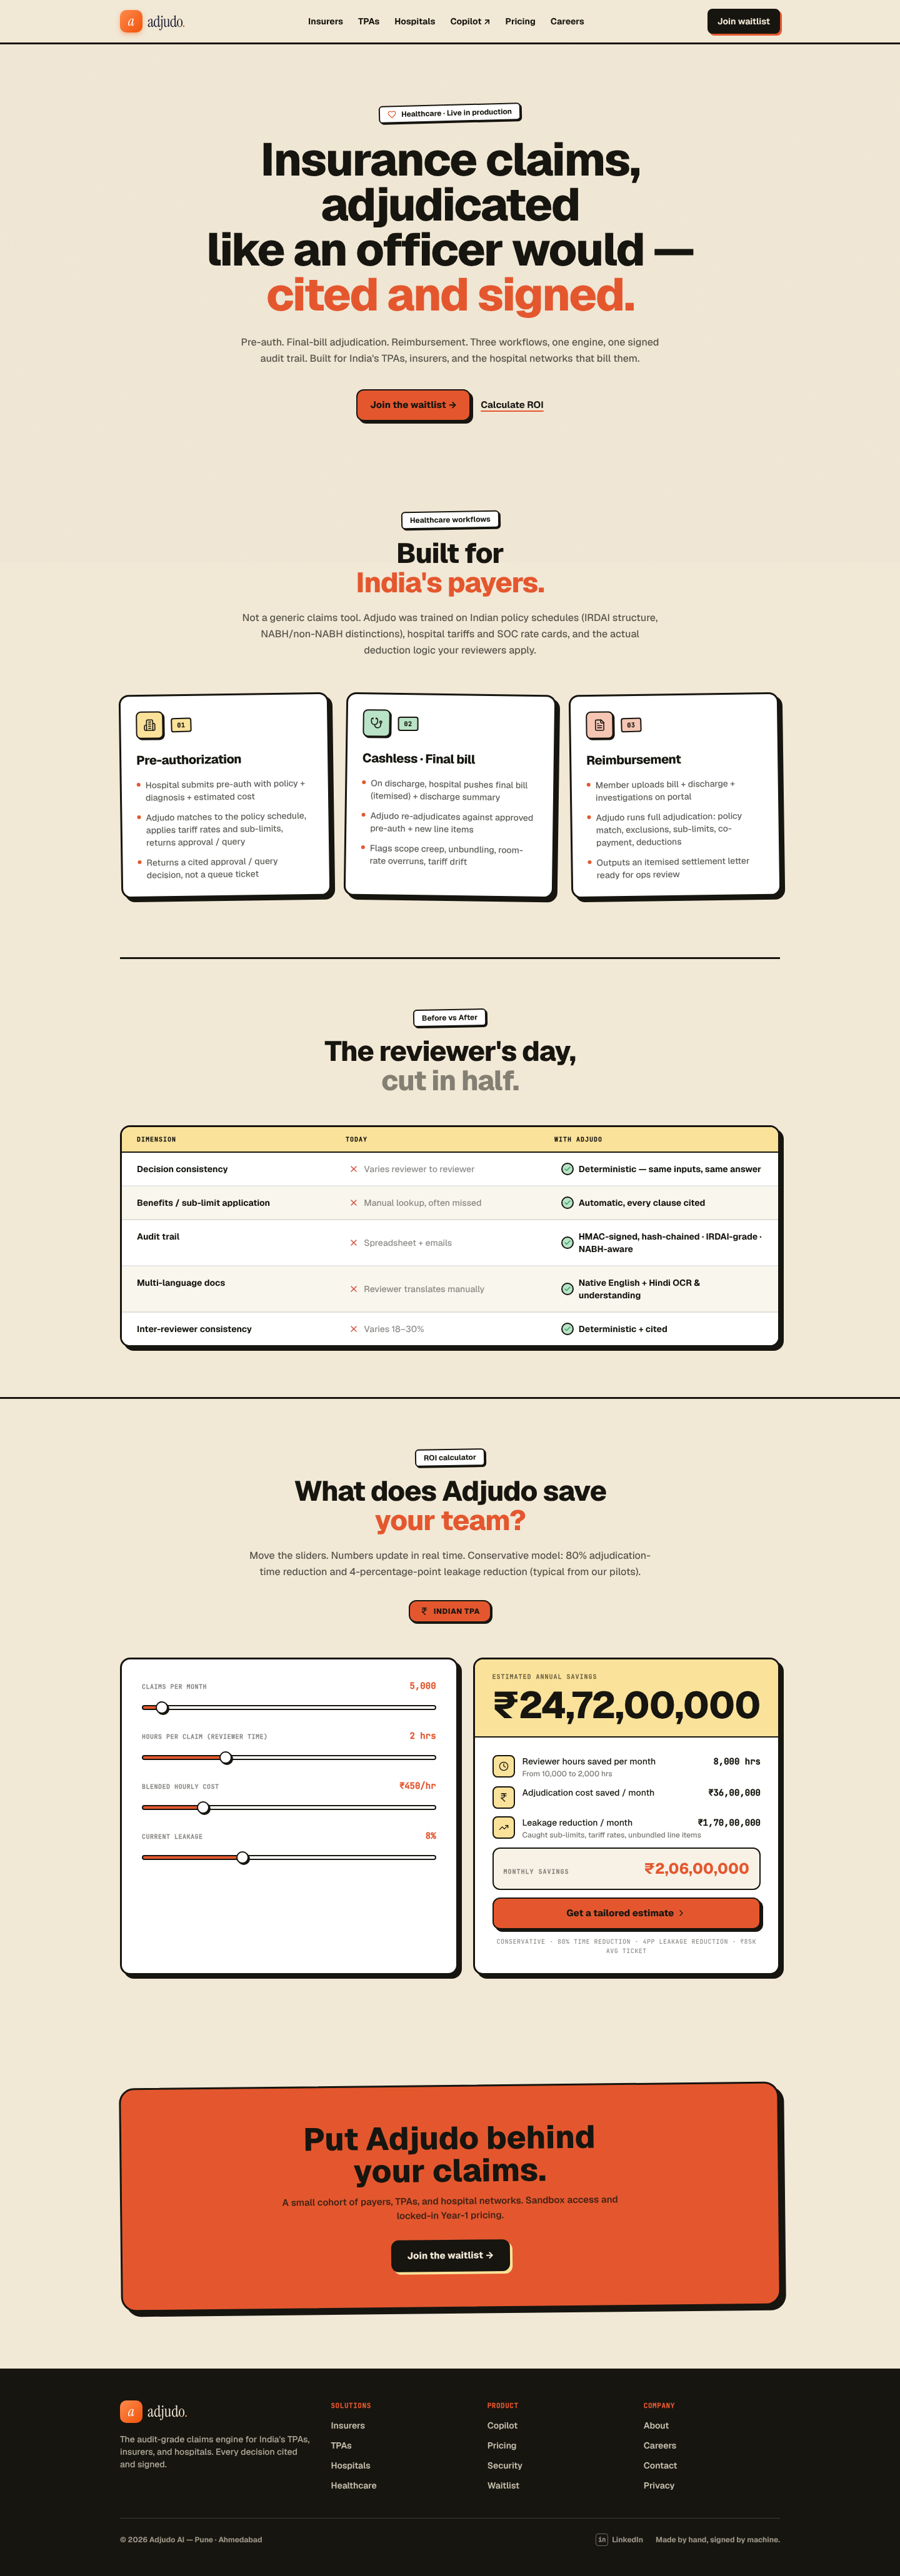 a adjudo.
Insurers TPAs Hospitals Copilot ↗ Pricing Careers
Join waitlist
Healthcare · Live in production
Insurance claims,
adjudicated
like an officer would —
cited and signed.
Pre-auth. Final-bill adjudication. Reimbursement. Three workflows, one engine, one signed
audit trail. Built for India's TPAs, insurers, and the hospital networks that bill them.
Join the waitlist →
Calculate ROI
Healthcare workflows
Built for
India's payers.
Not a generic claims tool. Adjudo was trained on Indian policy schedules (IRDAI structure,
NABH/non-NABH distinctions), hospital tariffs and SOC rate cards, and the actual
deduction logic your reviewers apply.
01
Pre-authorization
Hospital submits pre-auth with policy +
diagnosis + estimated cost
Adjudo matches to the policy schedule,
applies tariff rates and sub-limits,
returns approval / query
Returns a cited approval / query
decision, not a queue ticket
02
Cashless · Final bill
On discharge, hospital pushes final bill
(itemised) + discharge summary
Adjudo re-adjudicates against approved
pre-auth + new line items
Flags scope creep, unbundling, room-
rate overruns, tariff drift
03
Reimbursement
Member uploads bill + discharge +
investigations on portal
Adjudo runs full adjudication: policy
match, exclusions, sub-limits, co-
payment, deductions
Outputs an itemised settlement letter
ready for ops review
Before vs After
The reviewer's day,
cut in half.
DIMENSION TODAY WITH ADJUDO
Decision consistency Varies reviewer to reviewer Deterministic — same inputs, same answer
Benefits / sub-limit application Manual lookup, often missed Automatic, every clause cited
Audit trail Spreadsheet + emails HMAC-signed, hash-chained · IRDAI-grade ·
NABH-aware
Multi-language docs Reviewer translates manually Native English + Hindi OCR &
understanding
Inter-reviewer consistency Varies 18–30% Deterministic + cited
ROI calculator
What does Adjudo save
your team?
Move the sliders. Numbers update in real time. Conservative model: 80% adjudication-
time reduction and 4-percentage-point leakage reduction (typical from our pilots).
₹ INDIAN TPA
CLAIMS PER MONTH 5,000
HOURS PER CLAIM (REVIEWER TIME) 2 hrs
BLENDED HOURLY COST ₹450/hr
CURRENT LEAKAGE 8%
ESTIMATED ANNUAL SAVINGS
₹24,72,00,000
Reviewer hours saved per month 8,000 hrs
From 10,000 to 2,000 hrs
₹ Adjudication cost saved / month ₹36,00,000
Leakage reduction / month ₹1,70,00,000
Caught sub-limits, tariff rates, unbundled line items
MONTHLY SAVINGS ₹2,06,00,000
Get a tailored estimate >
CONSERVATIVE · 80% TIME REDUCTION · 4PP LEAKAGE REDUCTION · ₹85K
AVG TICKET
Put Adjudo behind
your claims.
A small cohort of payers, TPAs, and hospital networks. Sandbox access and
locked-in Year-1 pricing.
Join the waitlist →
a adjudo.
The audit-grade claims engine for India's TPAs,
insurers, and hospitals. Every decision cited
and signed.
SOLUTIONS
Insurers
TPAs
Hospitals
Healthcare
PRODUCT
Copilot
Pricing
Security
Waitlist
COMPANY
About
Careers
Contact
Privacy
© 2026 Adjudo AI — Pune · Ahmedabad
in LinkedIn
Made by hand, signed by machine.